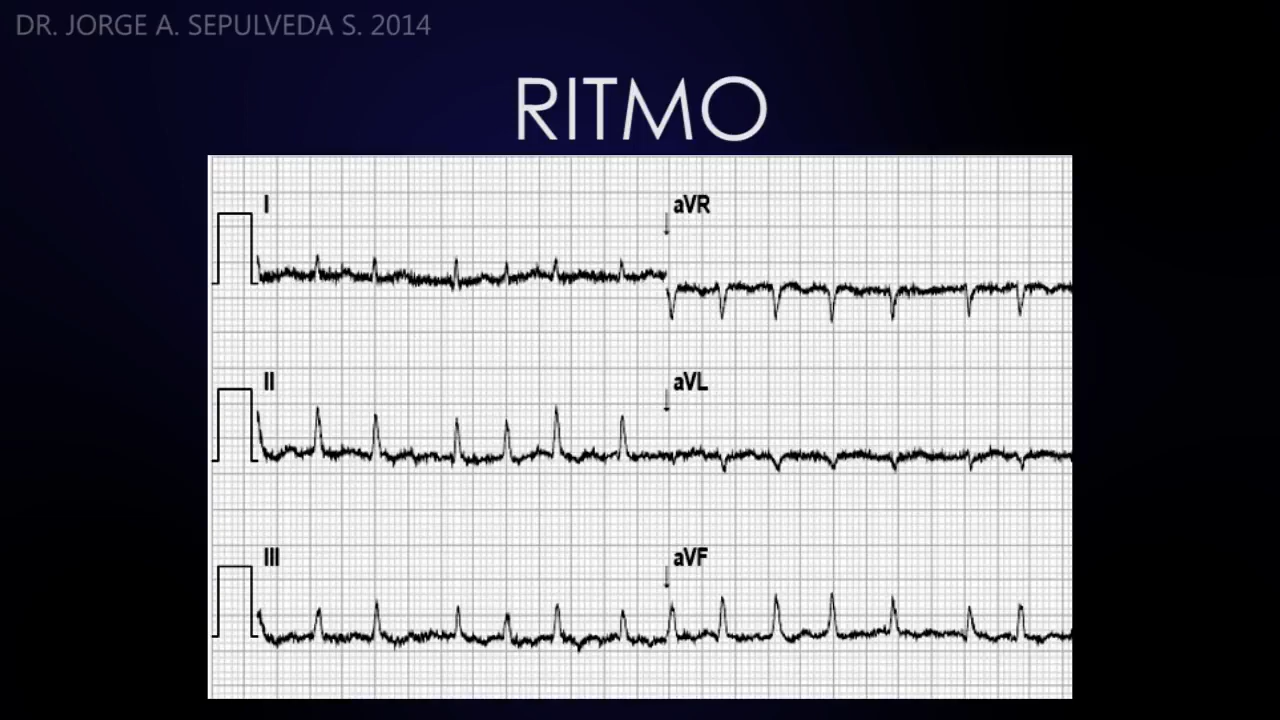 DR. JORGE A. SEPULVEDA S. 2014
RITMO
I aVR
II aVL
III aVF